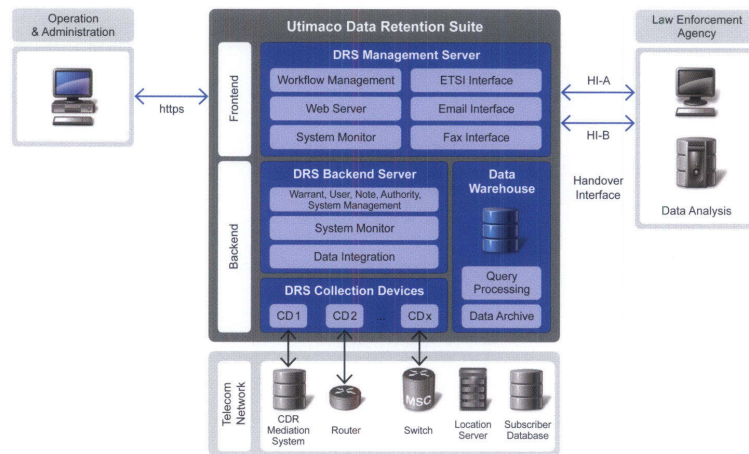 Operation
& Administration
https
Utimaco Data Retention Suite
Frontend
DRS Management Server
Workflow Management
ETSI Interface
Web Server
Email Interface
System Monitor
Fax Interface
HI-A
HI-B
Handover
Interface
Law Enforcement
Agency
Data Analysis
Backend
DRS Backend Server
Warrant, User, Note, Authority,
System Management
System Monitor
Data Integration
Data
Warehouse
Query
Processing
Data Archive
DRS Collection Devices
CD1
CD2
...
CDx
Telecom
Network
CDR
Mediation
System
Router
MSC
Switch
Location
Server
Subscriber
Database